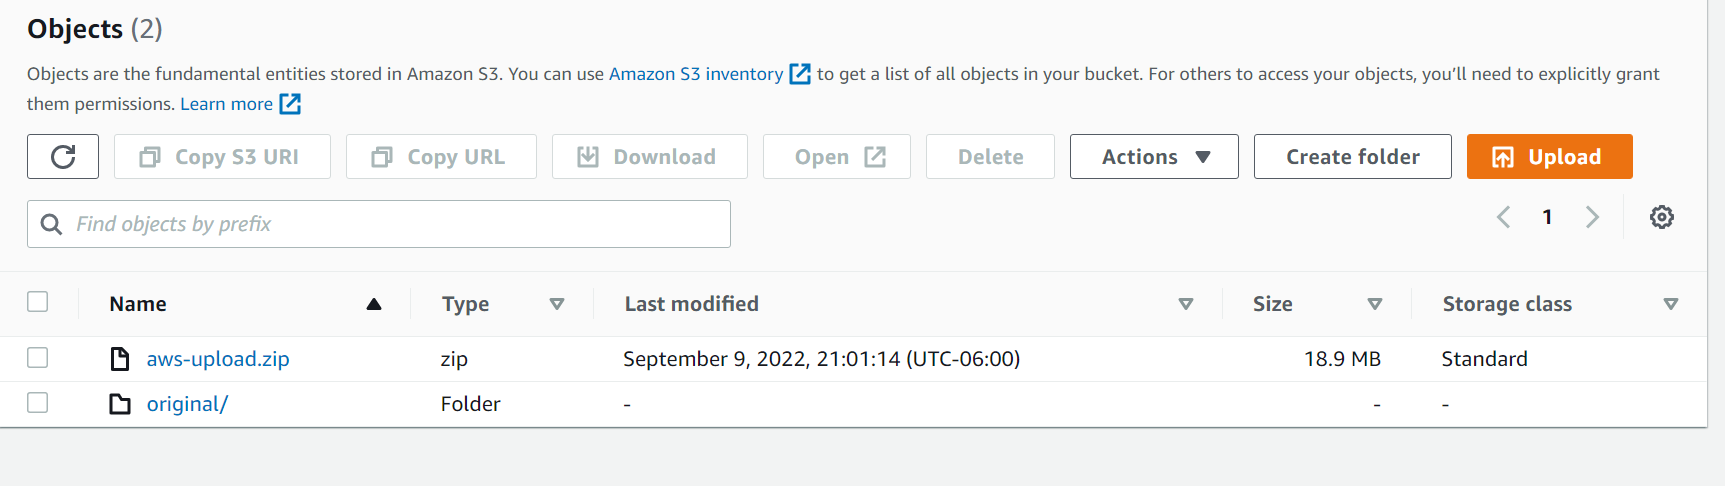 Objects (2)
Objects are the fundamental entities stored in Amazon S3. You can use Amazon S3 inventory to get a list of all objects in your bucket. For others to access your objects, you’ll need to explicitly grant
them permissions. Learn more
Copy S3 URI Copy URL Download Open Delete Actions Create folder Upload
Find objects by prefix 1
Name Type Last modified Size Storage class
aws-upload.zip zip September 9, 2022, 21:01:14 (UTC-06:00) 18.9 MB Standard
original/ Folder - - -